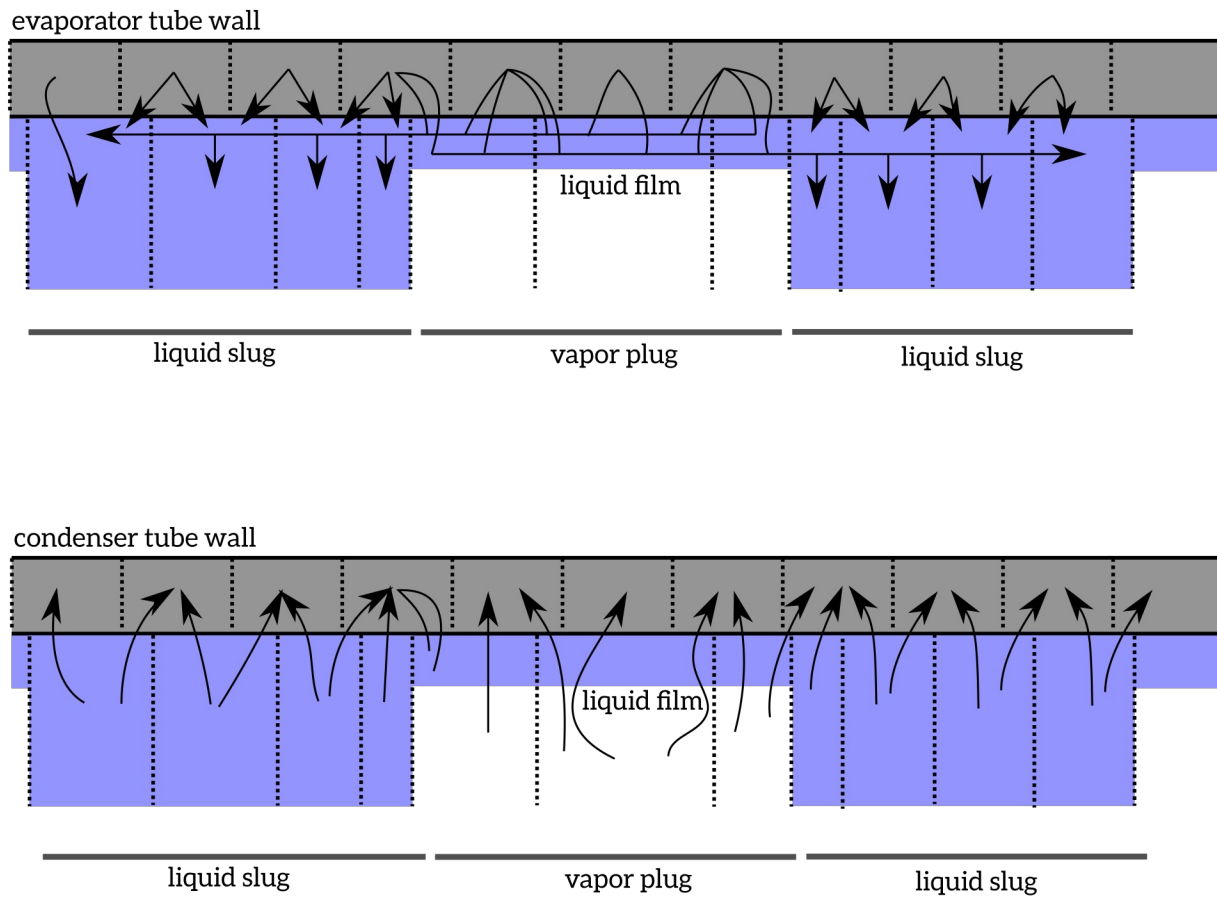 evaporator tube wall
liquid film
liquid slug
vapor plug
liquid slug
condenser tube wall
liquid film
liquid slug
vapor plug
liquid slug